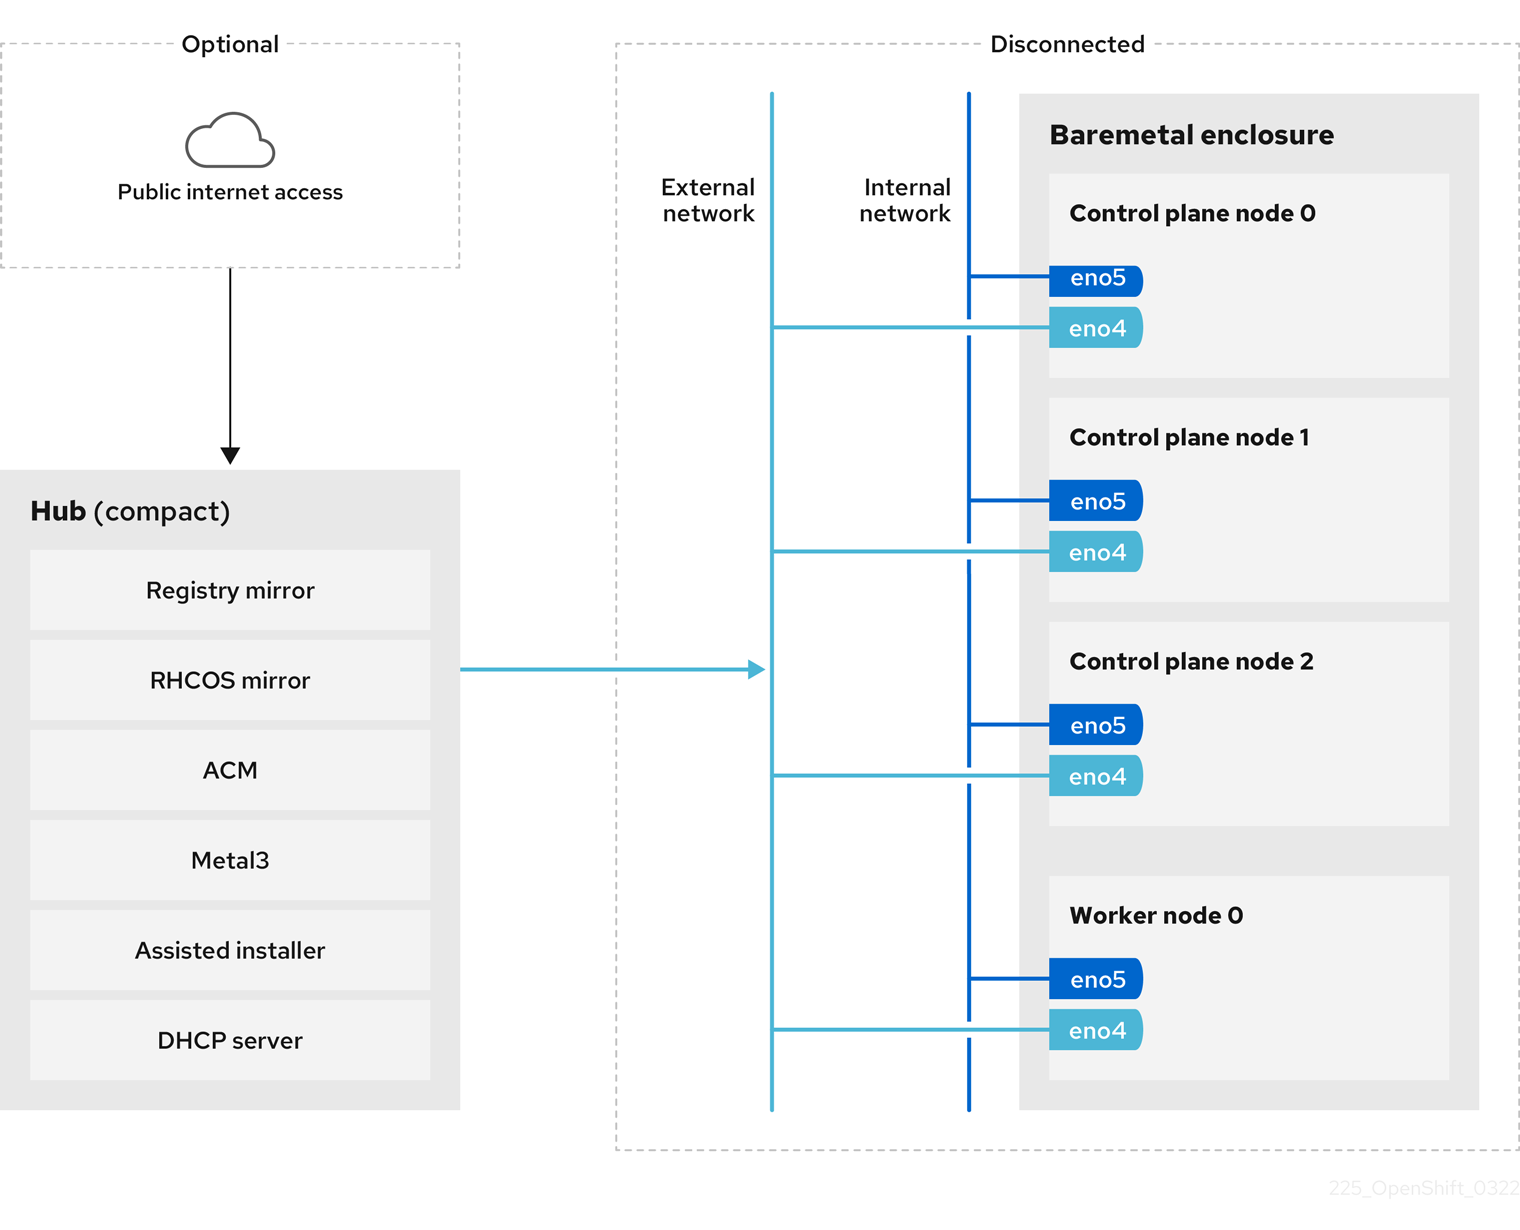 Optional
Public internet access
Hub (compact)
Registry mirror
RHCOS mirror
ACM
Metal3
Assisted installer
DHCP server
Disconnected
External
network
Internal
network
Baremetal enclosure
Control plane node 0
eno5
eno4
Control plane node 1
eno5
eno4
Control plane node 2
eno5
eno4
Worker node 0
eno5
eno4
225_OpenShift_0322